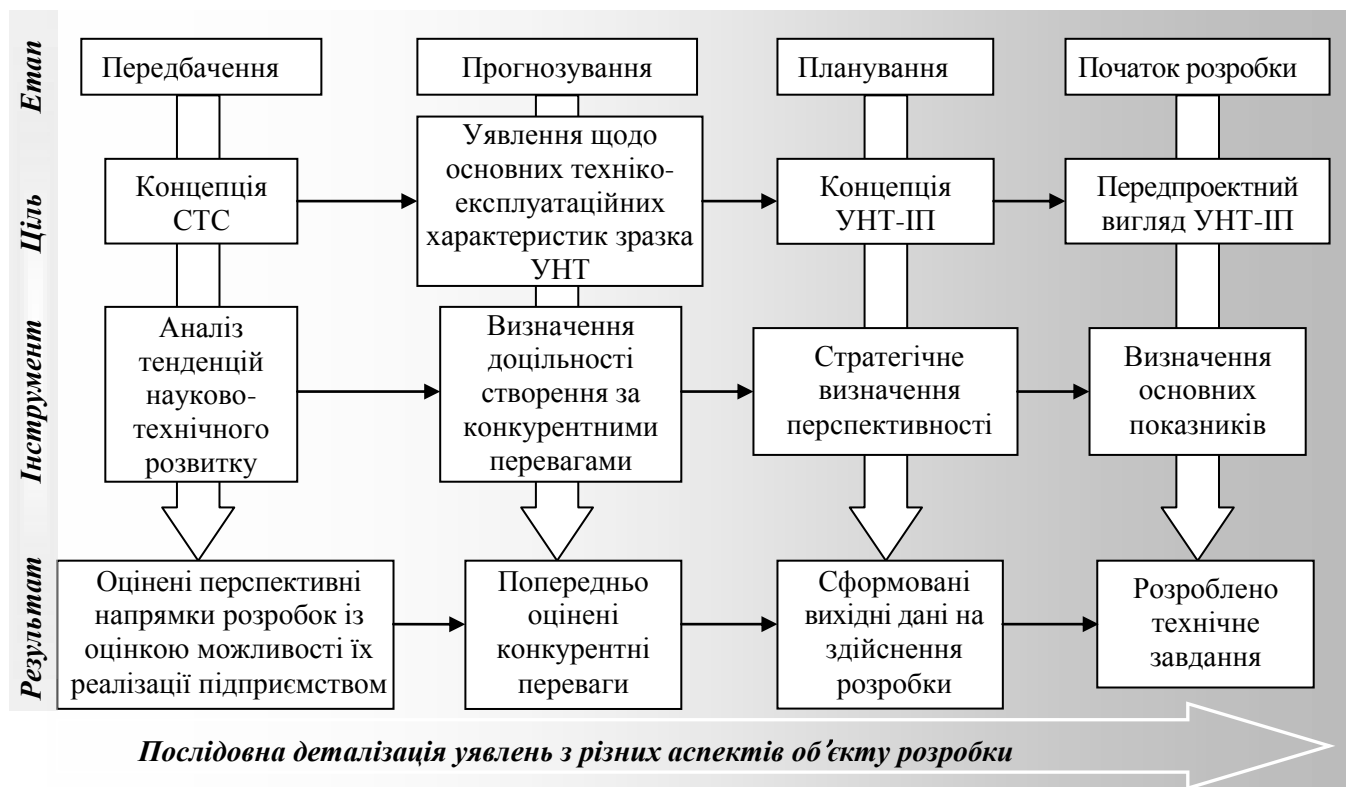 Етап
Передбачення
Прогнозування
Планування
Початок розробки
Ціль
Концепція
СТС
Уявлення щодо
основних техніко-
експлуатаційних
характеристик зразка
УНТ
Концепція
УНТ-ІП
Передпроектний
вигляд УНТ-ІП
Інструмент
Аналіз
тенденцій
науково-
технічного
розвитку
Визначення
доцільності
створення за
конкурентними
перевагами
Стратегічне
визначення
перспективності
Визначення
основних
показників
Результат
Оцінені перспективні
напрямки розробок із
оцінкою можливості їх
реалізації підприємством
Попередньо
оцінені
конкурентні
переваги
Сформовані
вихідні дані на
здійснення
розробки
Розроблено
технічне
завдання
Послідовна деталізація уявлень з різних аспектів об'єкту розробки